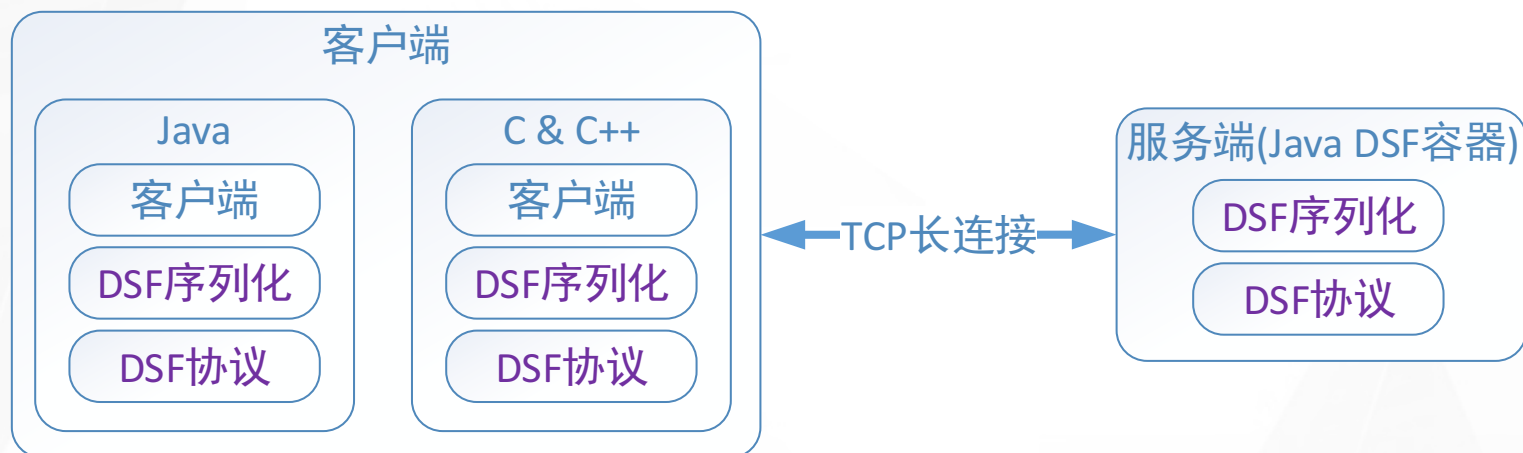 客户端
Java
客户端
DSF序列化
DSF协议
C & C++
客户端
DSF序列化
DSF协议
TCP长连接
服务端(Java DSF容器)
DSF序列化
DSF协议